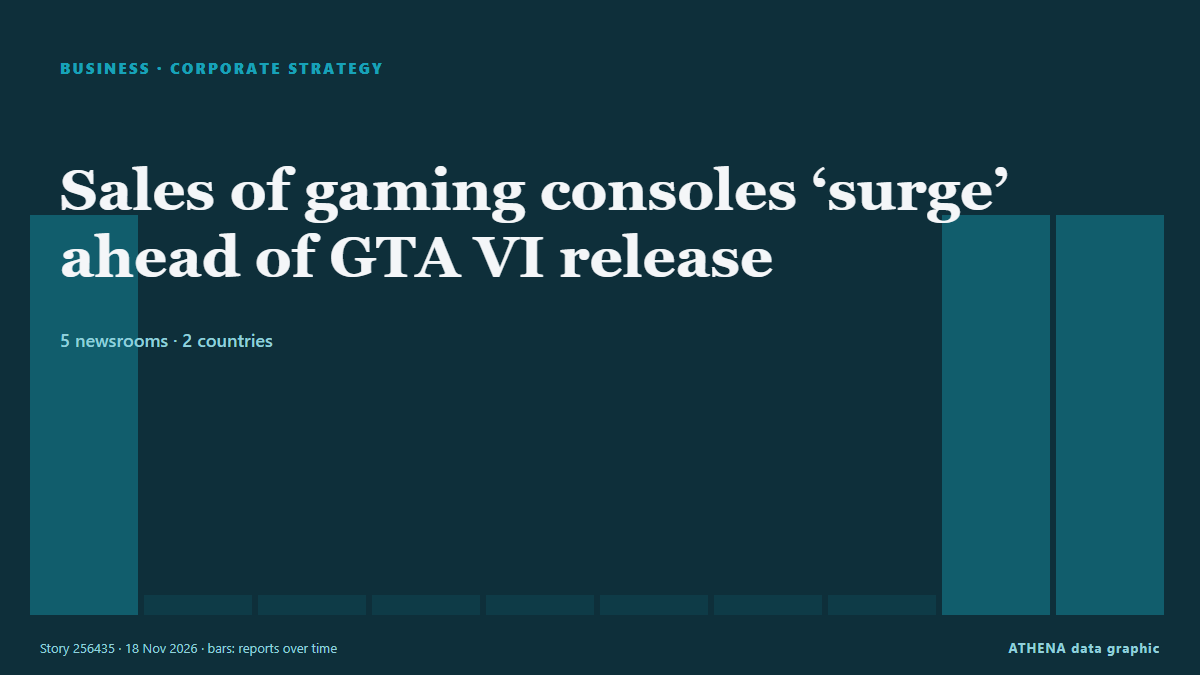 BUSINESS · CORPORATE STRATEGY
Sales of gaming consoles ‘surge’
ahead of GTA VI release
5 newsrooms · 2 countries
Story 256435 · 18 Nov 2026 · bars: reports over time
ATHENA data graphic